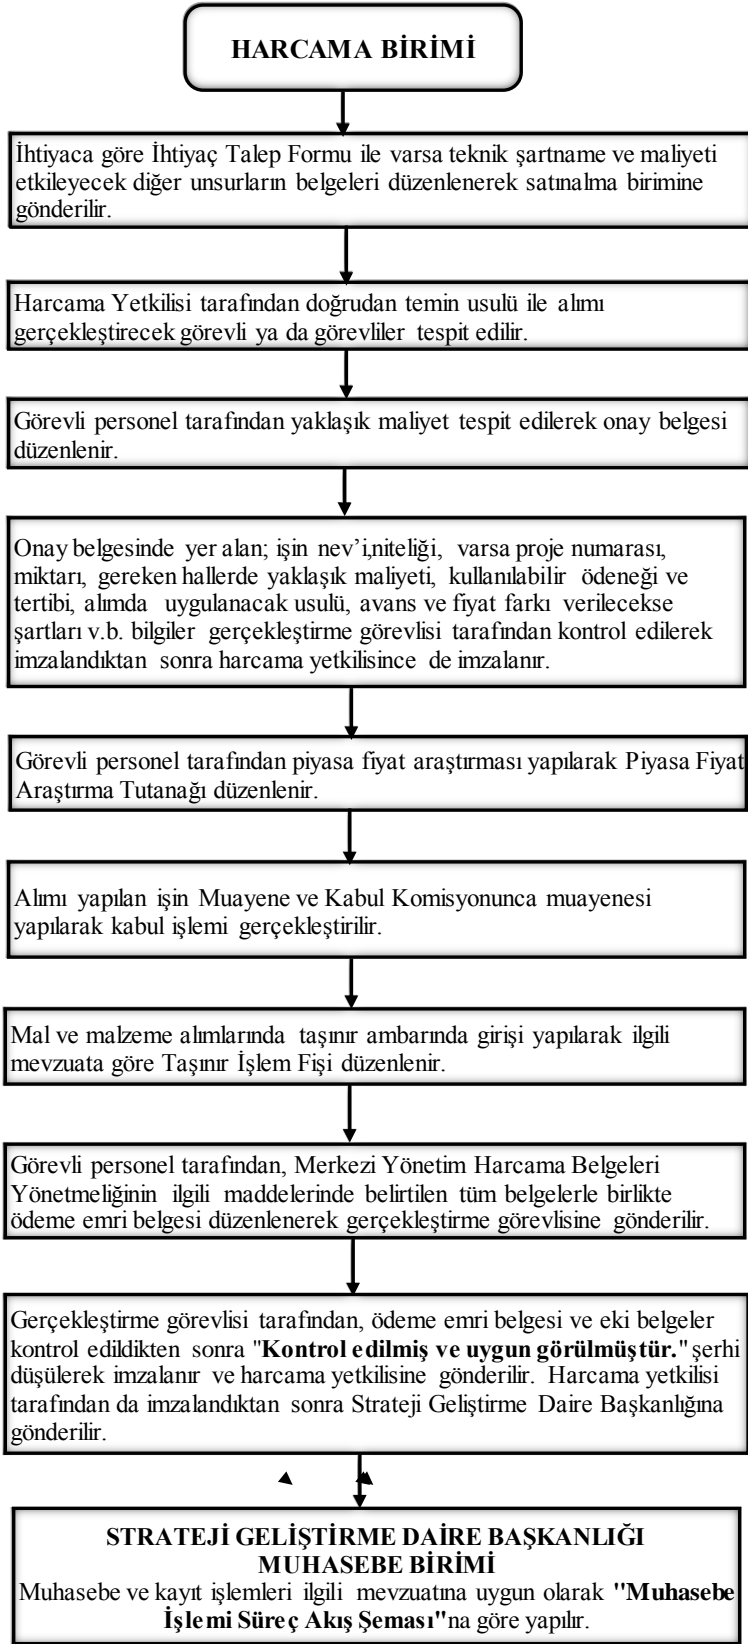 HARCAMA BİRİMİ
İhtiyaca göre İhtiyaç Talep Formu ile varsa teknik şartname ve maliyeti
etkileyecek diğer unsurların belgeleri düzenlenerek satınalma birimine
gönderilir.
Harcama Yetkilisi tarafından doğrudan temin usulü ile alımı
gerçekleştirecek görevli ya da görevliler tespit edilir.
Görevli personel tarafından yaklaşık maliyet tespit edilerek onay belgesi
düzenlenir.
Onay belgesinde yer alan; işin nev’i,niteliği, varsa proje numarası,
miktarı, gereken hallerde yaklaşık maliyeti, kullanılabilir ödeneği ve
tertibi, alımda uygulanacak usulü, avans ve fiyat farkı verilecekse
şartları v.b. bilgiler gerçekleştirme görevlisi tarafından kontrol edilerek
imzalandıktan sonra harcama yetkilisince de imzalanır.
Görevli personel tarafından piyasa fiyat araştırması yapılarak Piyasa Fiyat
Araştırma Tutanağı düzenlenir.
Alımı yapılan işin Muayene ve Kabul Komisyonunca muayenesi
yapılarak kabul işlemi gerçekleştirilir.
Mal ve malzeme alımlarında taşınır ambarında girişi yapılarak ilgili
mevzuata göre Taşınır İşlem Fişi düzenlenir.
Görevli personel tarafından, Merkezi Yönetim Harcama Belgeleri
Yönetmeliğinin ilgili maddelerinde belirtilen tüm belgelerle birlikte
ödeme emri belgesi düzenlenerek gerçekleştirme görevlisine gönderilir.
Gerçekleştirme görevlisi tarafından, ödeme emri belgesi ve eki belgeler
kontrol edildikten sonra "Kontrol edilmiş ve uygun görülmüştür." şerhi
düşülerek imzalanır ve harcama yetkilisine gönderilir. Harcama yetkilisi
tarafından da imzalandıktan sonra Strateji Geliştirme Daire Başkanlığına
gönderilir.
STRATEJİ GELİŞTİRME DAİRE BAŞKANLIĞI
MUHASEBE BİRİMİ
Muhasebe ve kayıt işlemleri ilgili mevzuatına uygun olarak "Muhasebe
İşlemi Süreç Akış Şeması"na göre yapılır.